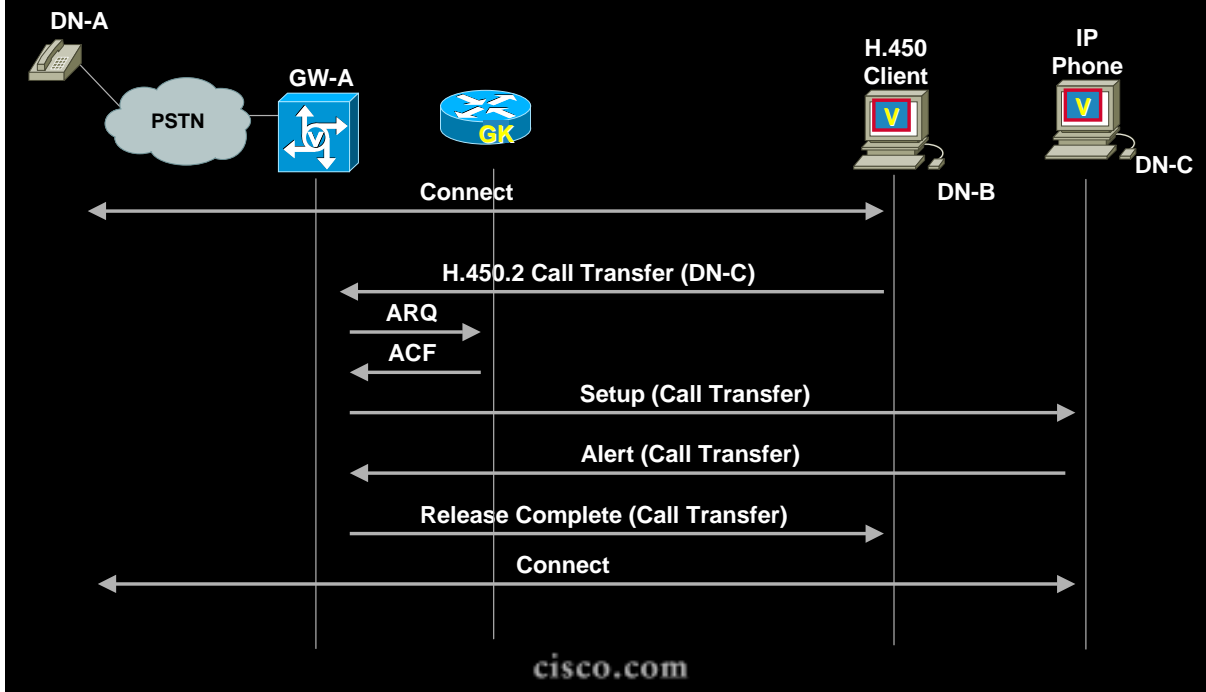 DN-A
H.450
Client
IP
Phone
GW-A
PSTN
V
GK
V
V
DN-C
DN-B
Connect
H.450.2 Call Transfer (DN-C)
ARQ
ACF
Setup (Call Transfer)
Alert (Call Transfer)
Release Complete (Call Transfer)
Connect
cisco.com